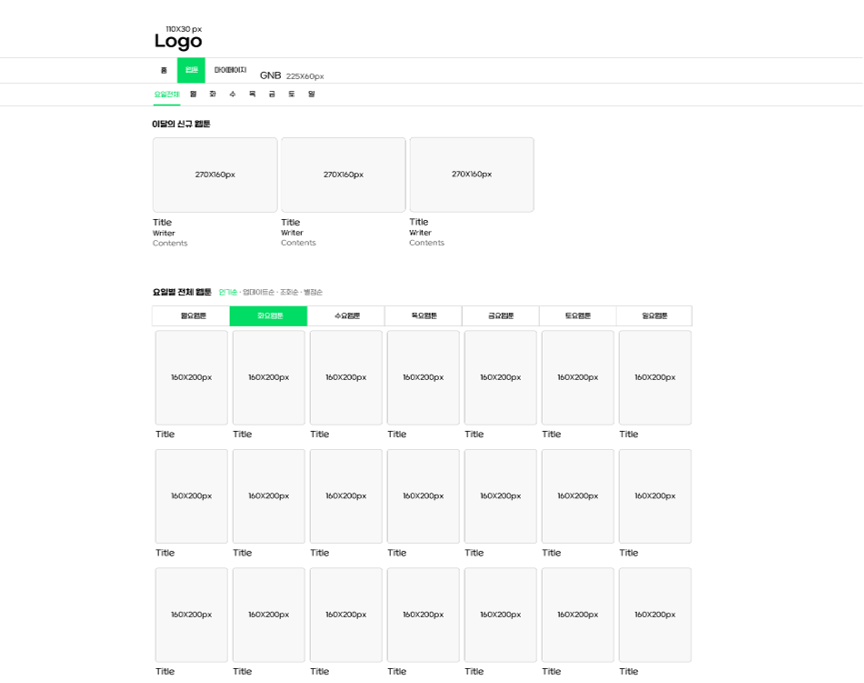 110X30 px
Logo
홈 웹툰 마이페이지 GNB 225X60px
요일전체 월 화 수 목 금 토 일
이달의 신규 웹툰
270X160px 270X160px 270X160px
Title Title Title
Writer Writer Writer
Contents Contents Contents
요일별 전체 웹툰 인기순 · 업데이트순 · 조회순 · 별점순
월요웹툰 화요웹툰 수요웹툰 목요웹툰 금요웹툰 토요웹툰 일요웹툰
160X200px 160X200px 160X200px 160X200px 160X200px 160X200px 160X200px
Title Title Title Title Title Title Title
160X200px 160X200px 160X200px 160X200px 160X200px 160X200px 160X200px
Title Title Title Title Title Title Title
160X200px 160X200px 160X200px 160X200px 160X200px 160X200px 160X200px
Title Title Title Title Title Title Title